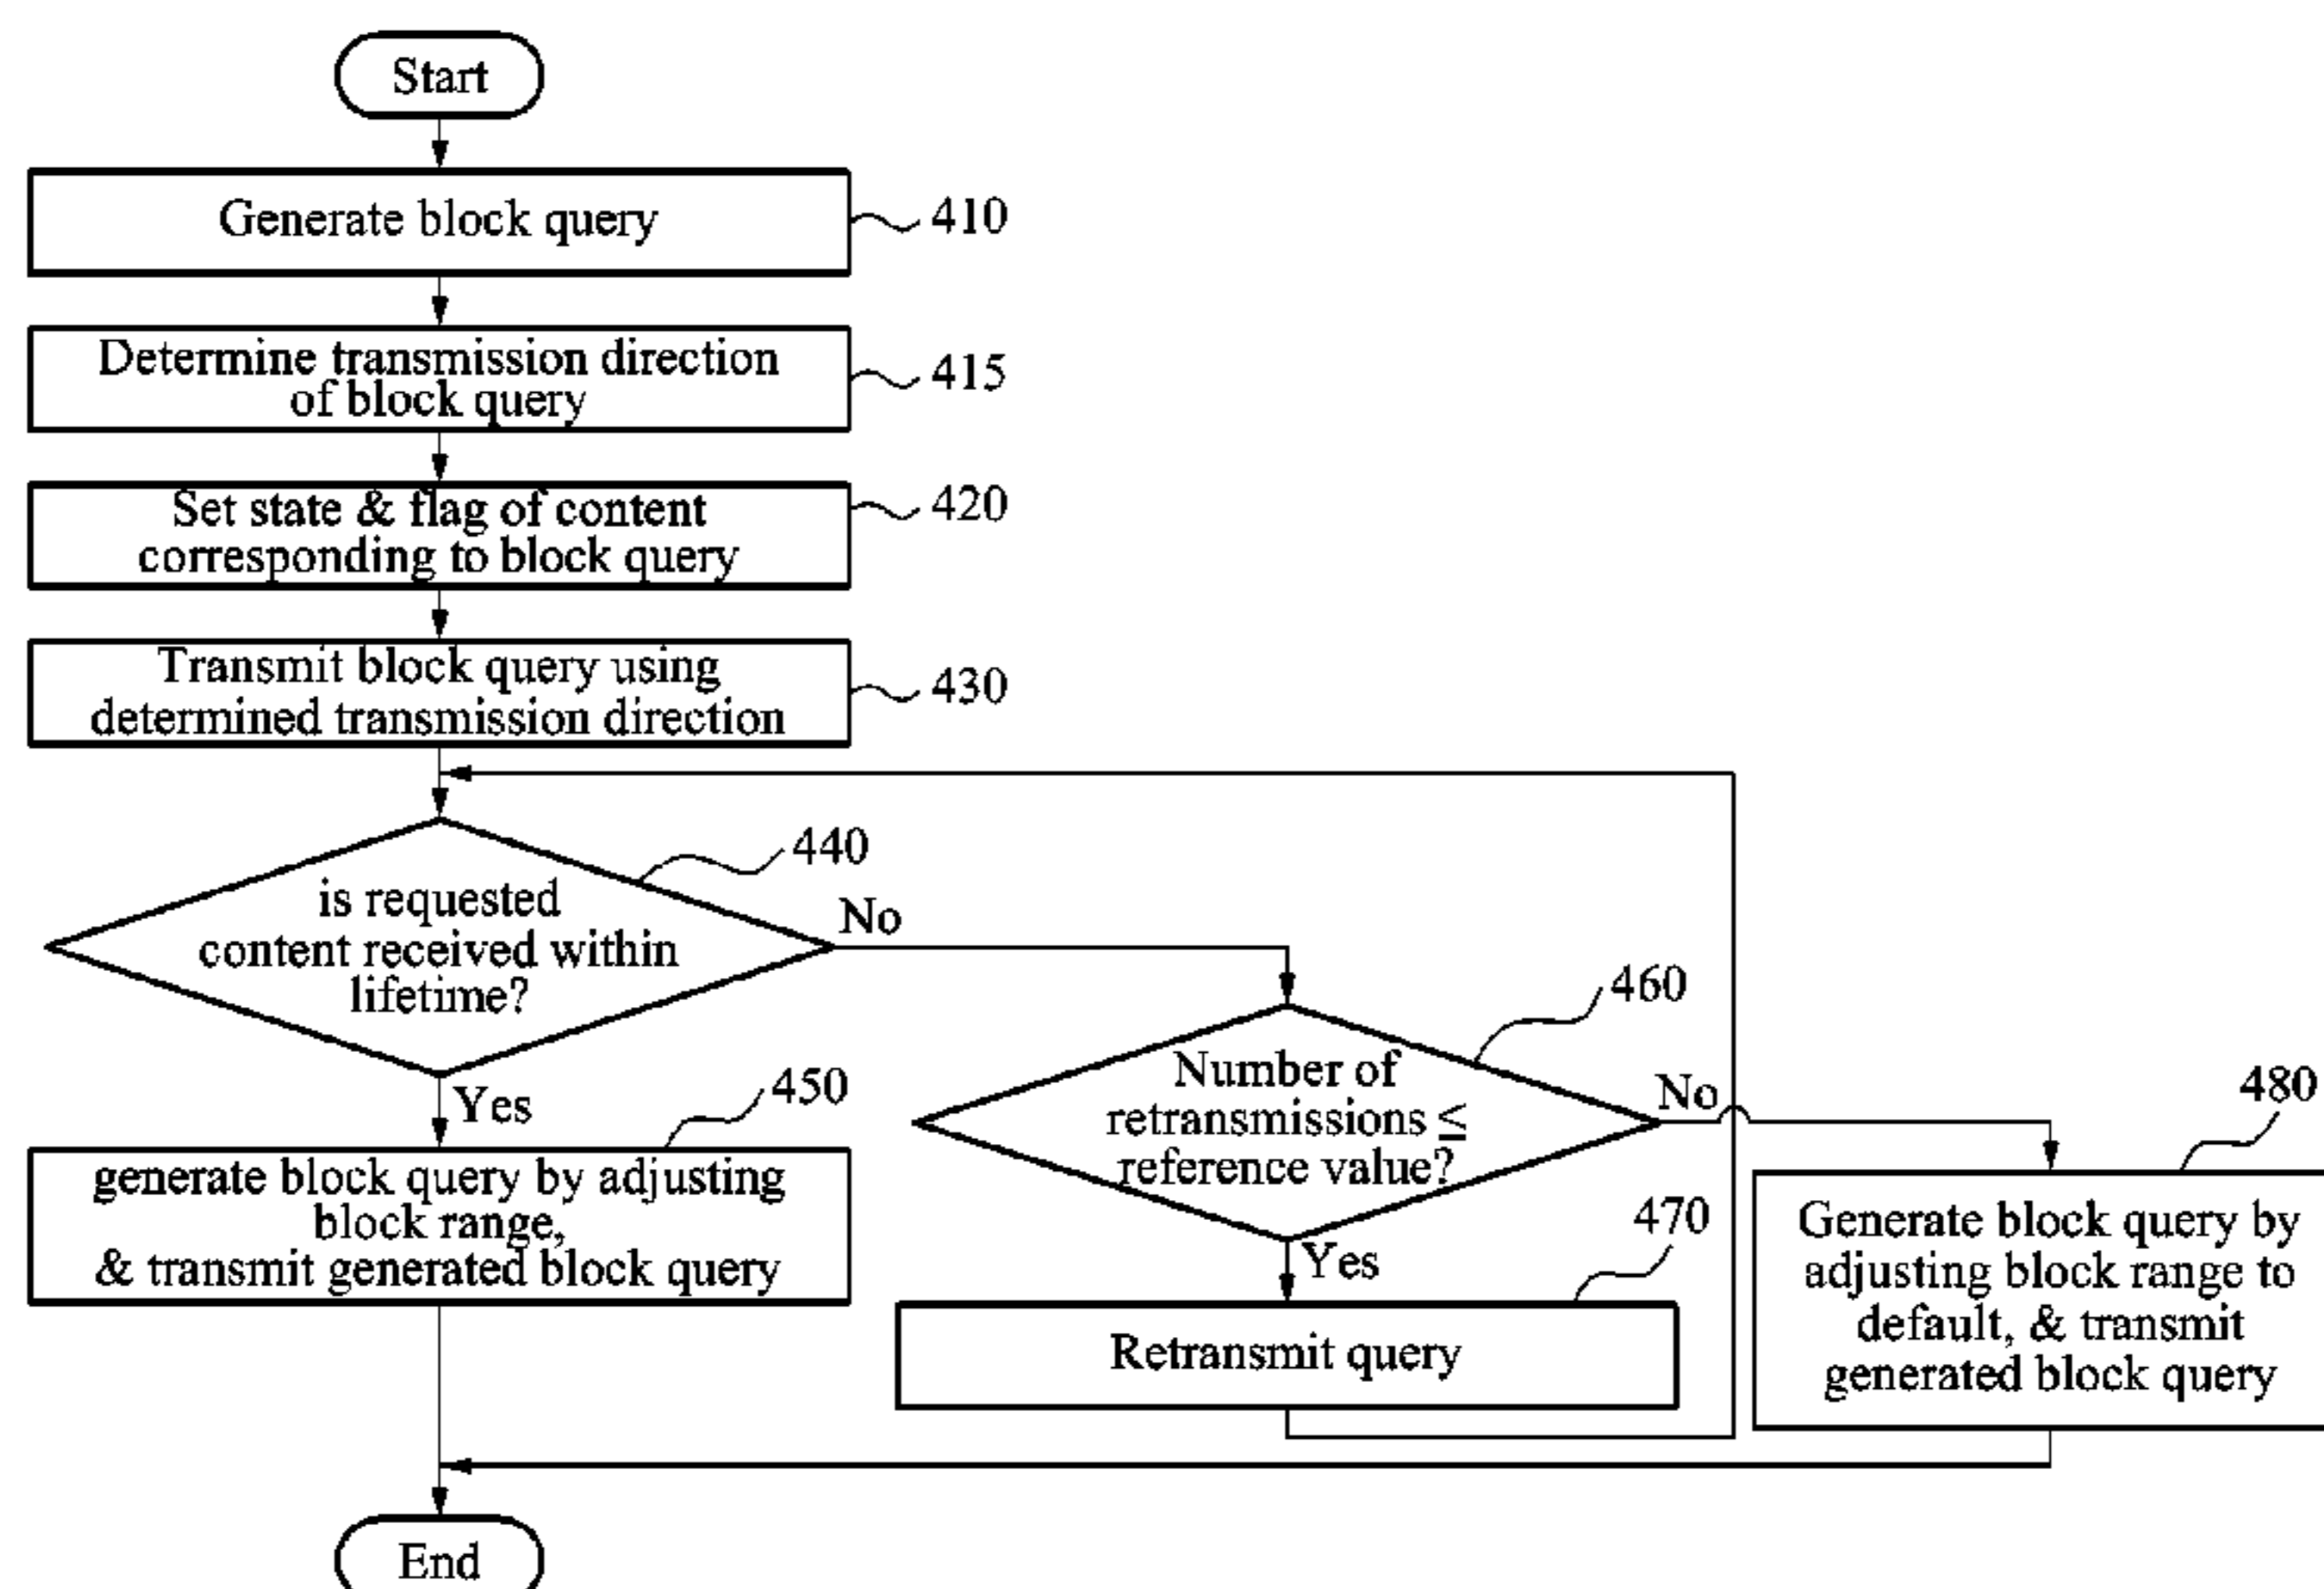 Start
Generate block query
410
Determine transmission direction
of block query
415
Set state & flag of content
corresponding to block query
420
Transmit block query using
determined transmission direction
430
is requested
content received within
lifetime?
440
No
Yes
450
generate block query by adjusting
block range,
& transmit generated block query
460
Number of
retransmissions ≤
reference value?
No
Yes
470
Retransmit query
480
Generate block query by
adjusting block range to
default, & transmit
generated block query
End